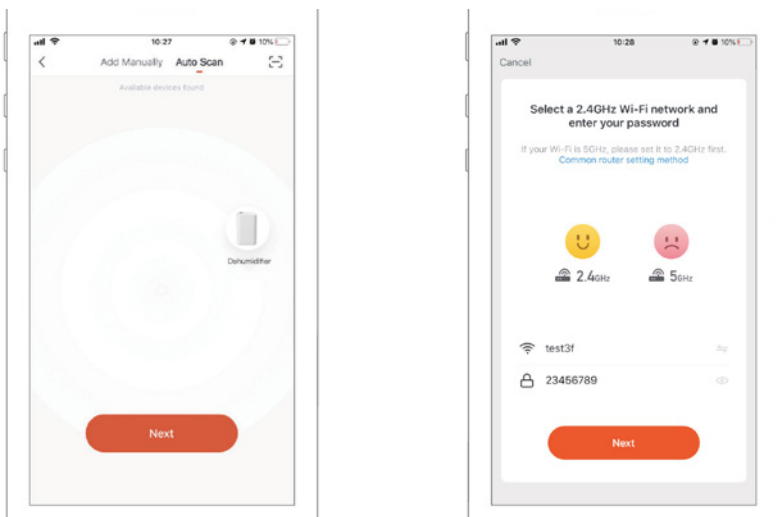 10:27
10%
Add Manually Auto Scan
Available devices found
Dehumidifier
Next
10:28
10%
Cancel
Select a 2.4GHz Wi-Fi network and
enter your password
If your Wi-Fi is 5GHz, please set it to 2.4GHz first.
Common router setting method
2.4GHz
5GHz
test3f
23456789
Next